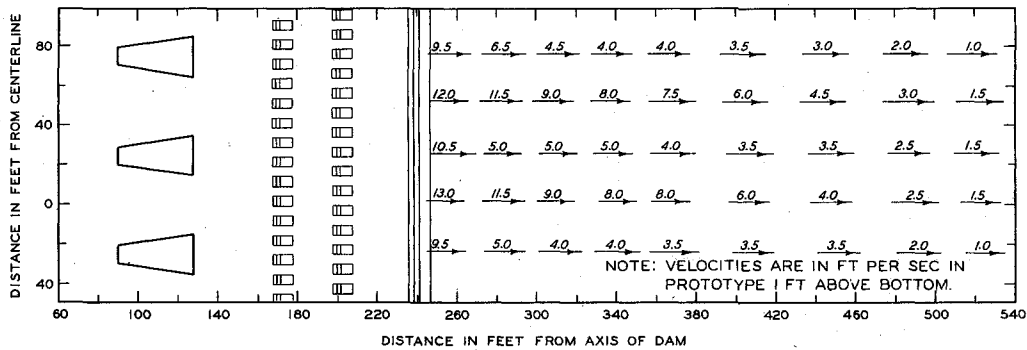 DISTANCE IN FEET FROM CENTERLINE
80
40
0
40
9.5 6.5 4.5 4.0 4.0 3.5 3.0 2.0 1.0
12.0 11.5 9.0 8.0 7.5 6.0 4.5 3.0 1.5
10.5 5.0 5.0 5.0 4.0 3.5 3.5 2.5 1.5
13.0 11.5 9.0 8.0 8.0 6.0 4.0 2.5 1.5
9.5 5.0 4.0 4.0 3.5 3.5 3.5 2.0 1.0
NOTE: VELOCITIES ARE IN FT PER SEC IN
PROTOTYPE 1 FT ABOVE BOTTOM.
60 100 140 180 220 260 300 340 380 420 460 500 540
DISTANCE IN FEET FROM AXIS OF DAM